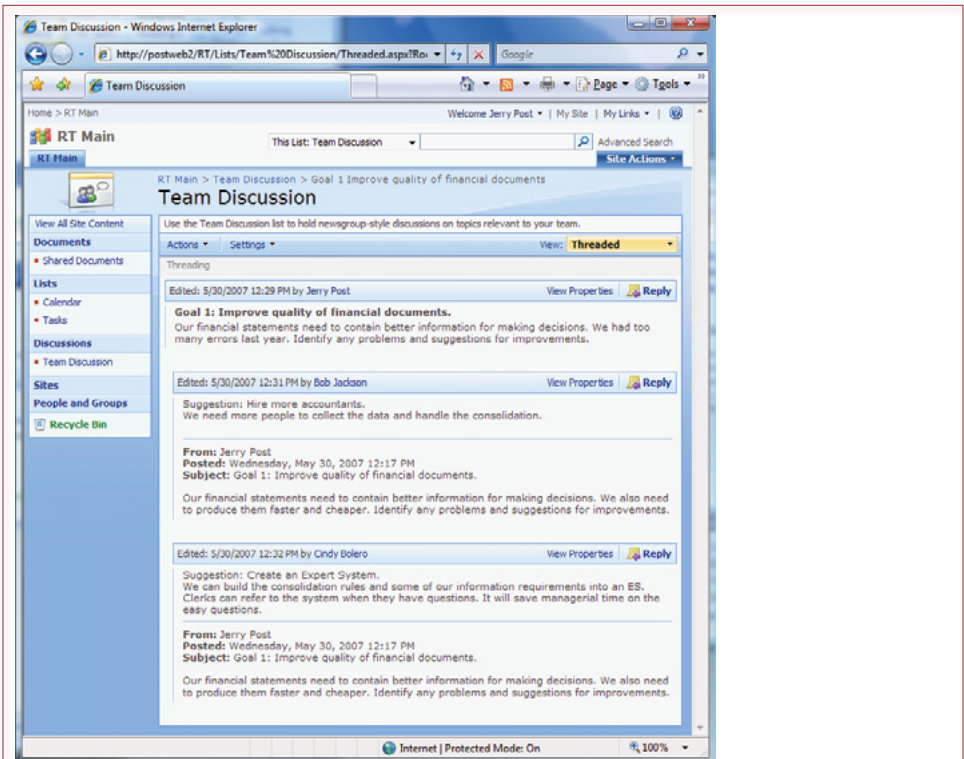 Team Discussion - Windows Internet Explorer
http://postweb2/RT/Lists/Team%20Discussion/Threaded.aspx?Roo
Google
Team Discussion
Page
Tools
Home > RT Main
Welcome Jerry Post
My Site
My Links
RT Main
This List: Team Discussion
Advanced Search
RT Main
Site Actions
RT Main > Team Discussion > Goal 1 Improve quality of financial documents
Team Discussion
View All Site Content
Documents
Shared Documents
Lists
Calendar
Tasks
Discussions
Team Discussion
Sites
People and Groups
Recycle Bin
Use the Team Discussion list to hold newsgroup-style discussions on topics relevant to your team.
Actions
Settings
View: Threaded
Threading
Edited: 5/30/2007 12:29 PM by Jerry Post
View Properties
Reply
Goal 1: Improve quality of financial documents.
Our financial statements need to contain better information for making decisions. We had too
many errors last year. Identify any problems and suggestions for improvements.
Edited: 5/30/2007 12:31 PM by Bob Jackson
View Properties
Reply
Suggestion: Hire more accountants.
We need more people to collect the data and handle the consolidation.
From: Jerry Post
Posted: Wednesday, May 30, 2007 12:17 PM
Subject: Goal 1: Improve quality of financial documents.
Our financial statements need to contain better information for making decisions. We also need
to produce them faster and cheaper. Identify any problems and suggestions for improvements.
Edited: 5/30/2007 12:32 PM by Cindy Bolero
View Properties
Reply
Suggestion: Create an Expert System.
We can build the consolidation rules and some of our information requirements into an ES.
Clerks can refer to the system when they have questions. It will save managerial time on the
easy questions.
From: Jerry Post
Posted: Wednesday, May 30, 2007 12:17 PM
Subject: Goal 1: Improve quality of financial documents.
Our financial statements need to contain better information for making decisions. We also need
to produce them faster and cheaper. Identify any problems and suggestions for improvements.
Internet | Protected Mode: On
100%